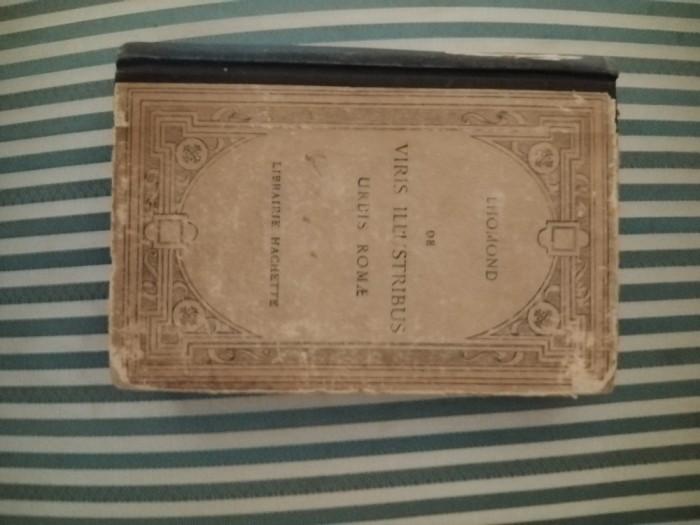 LHOMOND
DE
VIRIS ILLUSTRIBUS
URBIS ROMÆ
LIBRAIRIE HACHETTE